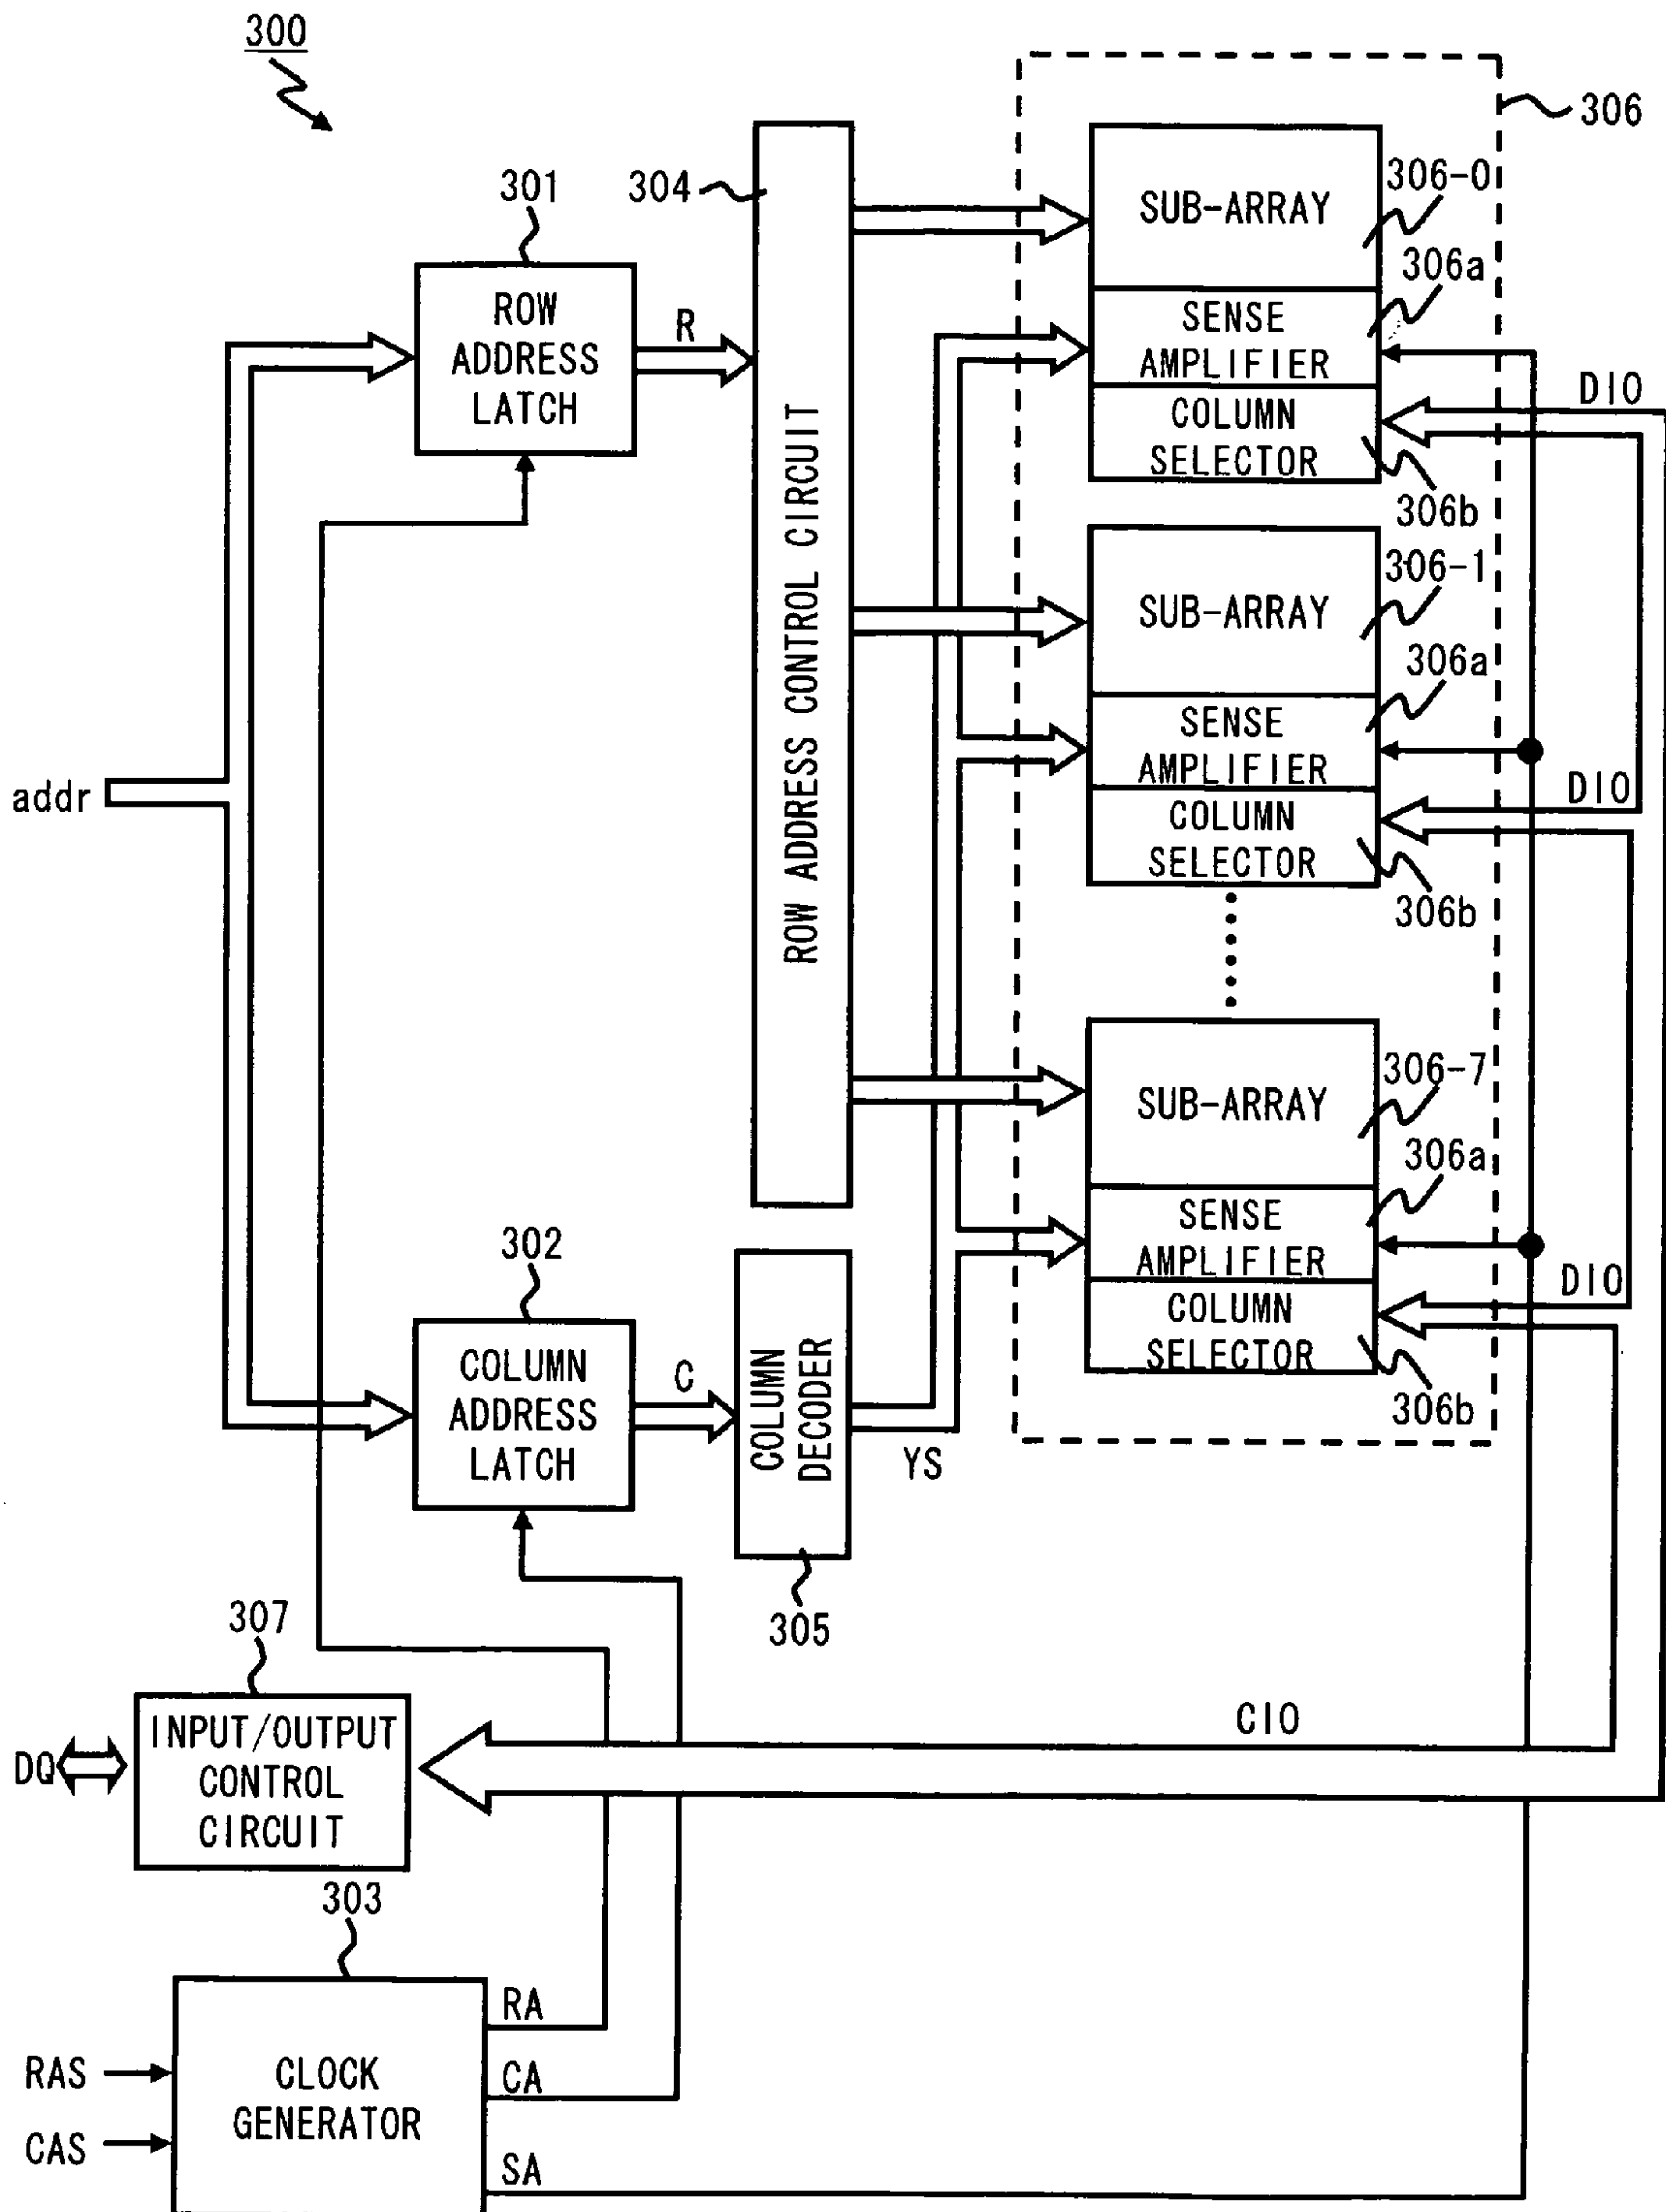 300
306
301
304
SUB-ARRAY
306-0
306a
ROW
ADDRESS
LATCH
R
SENSE
AMPLIFIER
DIO
COLUMN
SELECTOR
306b
ROW ADDRESS CONTROL CIRCUIT
306-1
SUB-ARRAY
306a
SENSE
AMPLIFIER
addr
DIO
COLUMN
SELECTOR
306b
306-7
SUB-ARRAY
306a
SENSE
AMPLIFIER
302
DIO
COLUMN
SELECTOR
306b
COLUMN
ADDRESS
LATCH
C
COLUMN
DECODER
YS
305
307
CIO
INPUT/OUTPUT
CONTROL
CIRCUIT
DQ
303
RA
RAS
CLOCK
GENERATOR
CA
CAS
SA